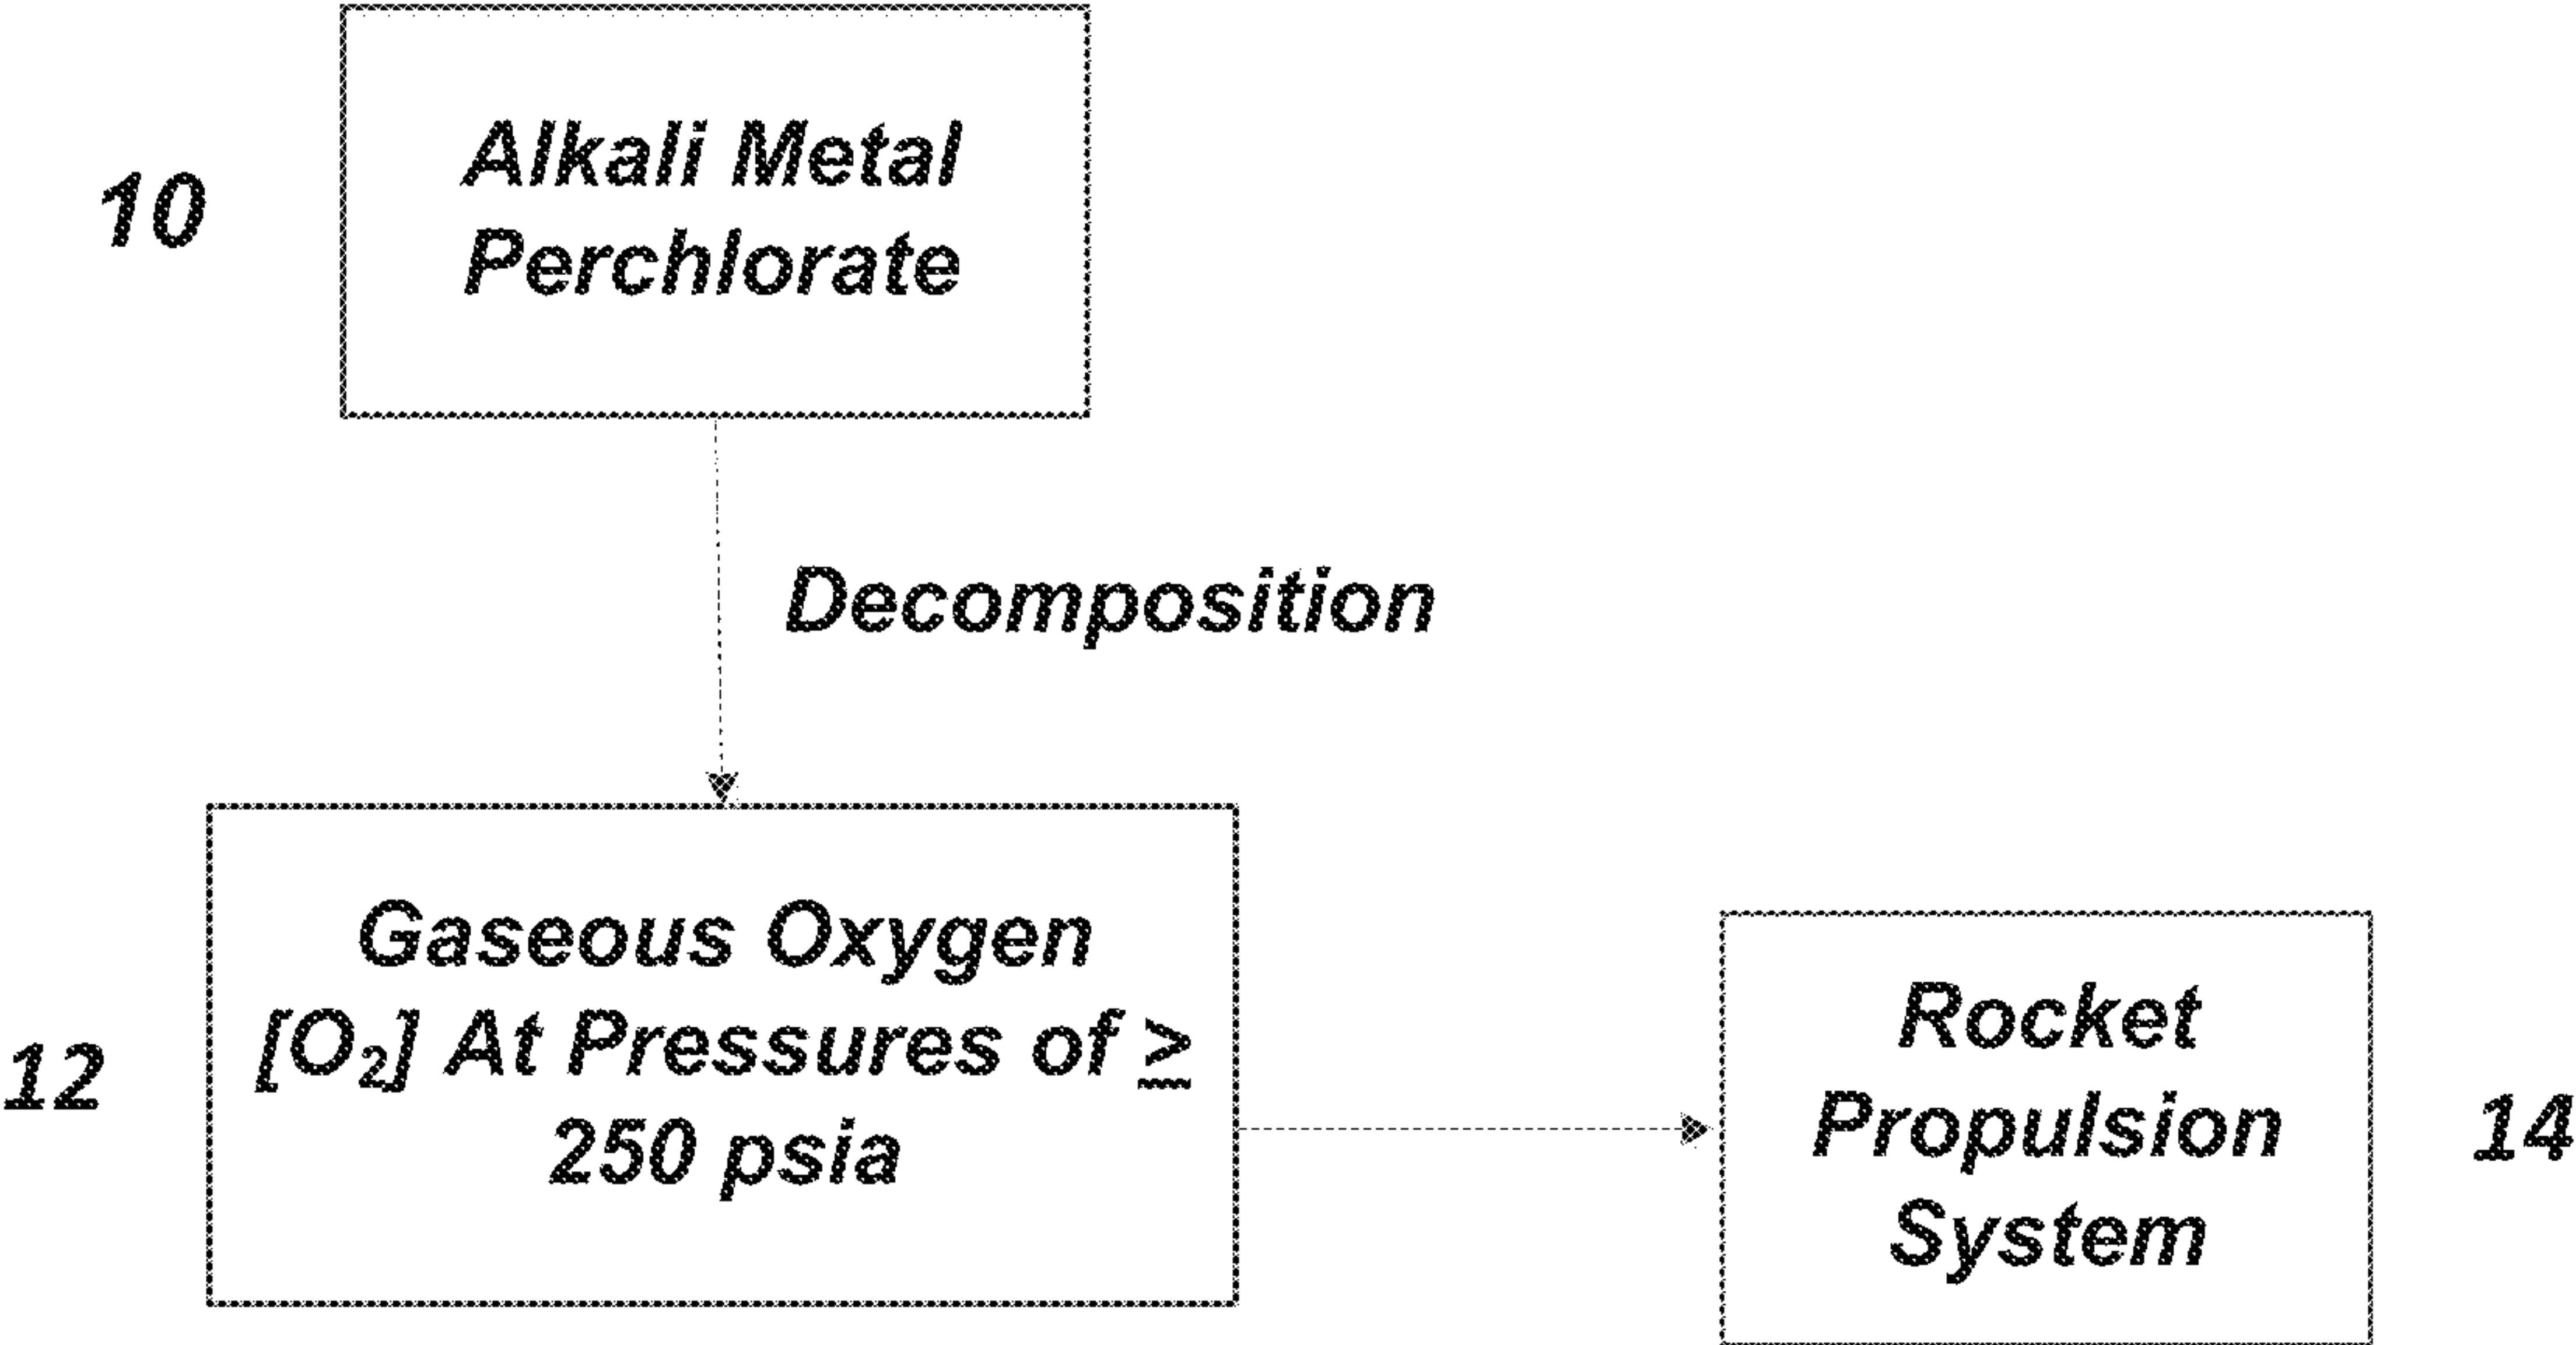 10
Alkali Metal
Perchlorate
Decomposition
12
Gaseous Oxygen
[O₂] At Pressures of ≥
250 psia
Rocket
Propulsion
System
14